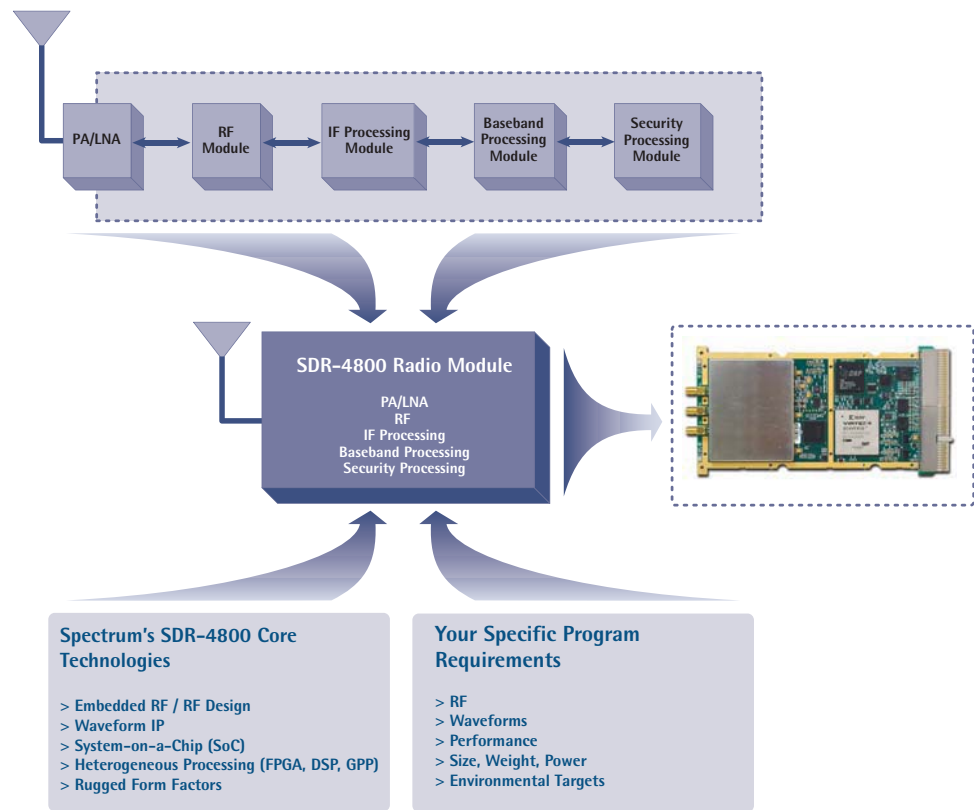 PA/LNA
RF
Module
IF Processing
Module
Baseband
Processing
Module
Security
Processing
Module
SDR-4800 Radio Module
PA/LNA
RF
IF Processing
Baseband Processing
Security Processing
DSP
Spectrum's SDR-4800 Core
Technologies
> Embedded RF / RF Design
> Waveform IP
> System-on-a-Chip (SoC)
> Heterogeneous Processing (FPGA, DSP, GPP)
> Rugged Form Factors
Your Specific Program
Requirements
> RF
> Waveforms
> Performance
> Size, Weight, Power
> Environmental Targets